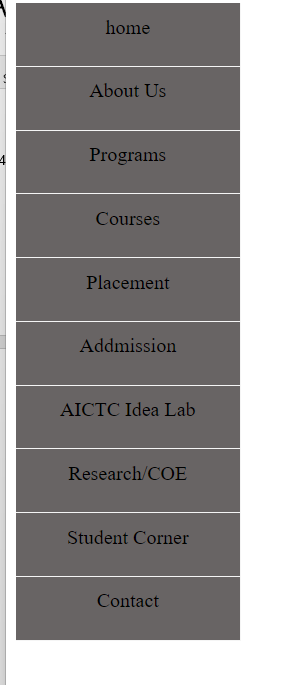 home
About Us
Programs
Courses
Placement
Addmission
AICTC Idea Lab
Research/COE
Student Corner
Contact